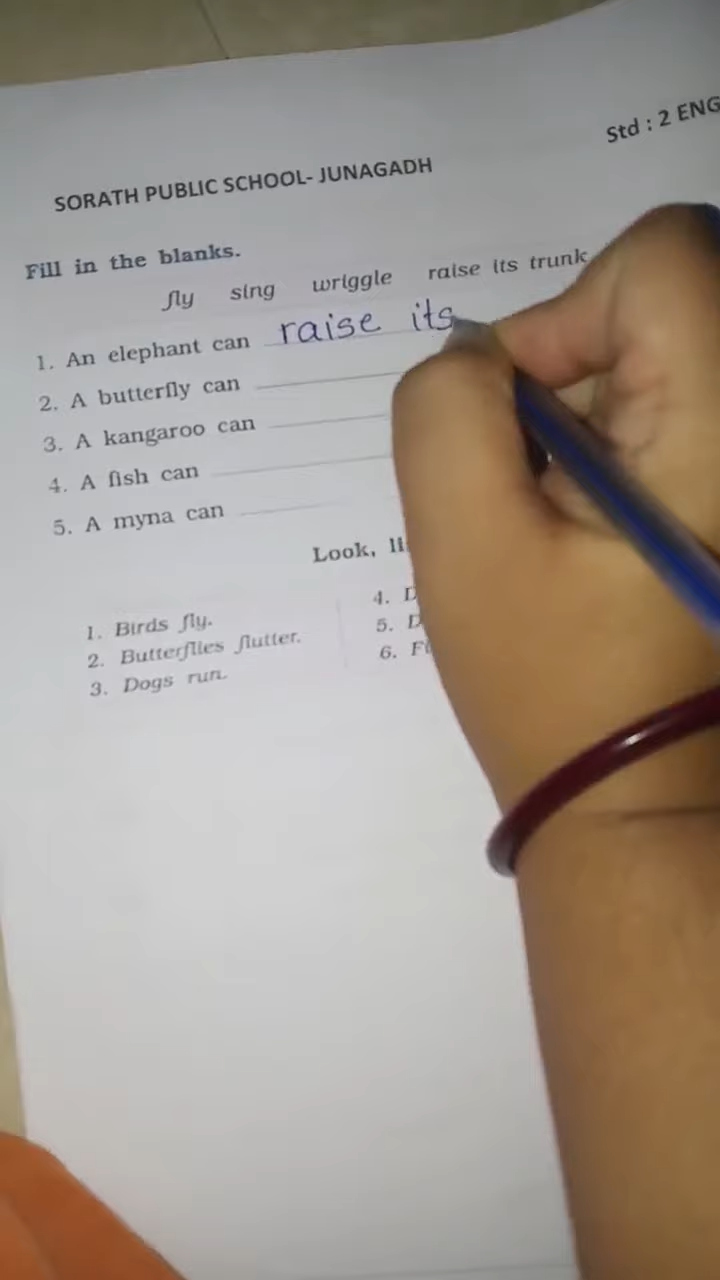 Std : 2 ENG
SORATH PUBLIC SCHOOL- JUNAGADH
Fill in the blanks.
fly sing wriggle raise its trunk
1. An elephant can raise its
2. A butterfly can
3. A kangaroo can
4. A fish can
5. A myna can
Look,
1. Birds fly.
2. Butterflies flutter.
3. Dogs run.
4. D
5. D
6. F